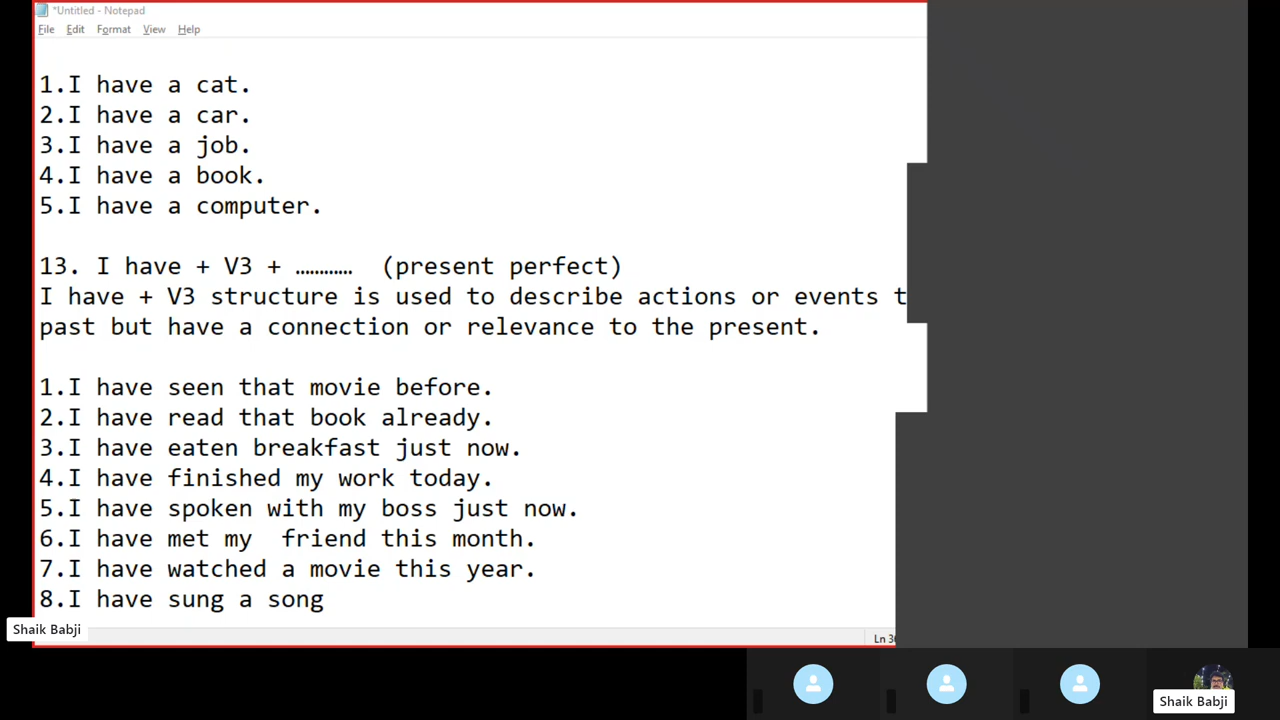 *Untitled - Notepad
File Edit Format View Help
1.I have a cat.
2.I have a car.
3.I have a job.
4.I have a book.
5.I have a computer.
13. I have + V3 + ………… (present perfect)
I have + V3 structure is used to describe actions or events t
past but have a connection or relevance to the present.
1.I have seen that movie before.
2.I have read that book already.
3.I have eaten breakfast just now.
4.I have finished my work today.
5.I have spoken with my boss just now.
6.I have met my  friend this month.
7.I have watched a movie this year.
8.I have sung a song
Shaik Babji
Ln
Shaik Babji